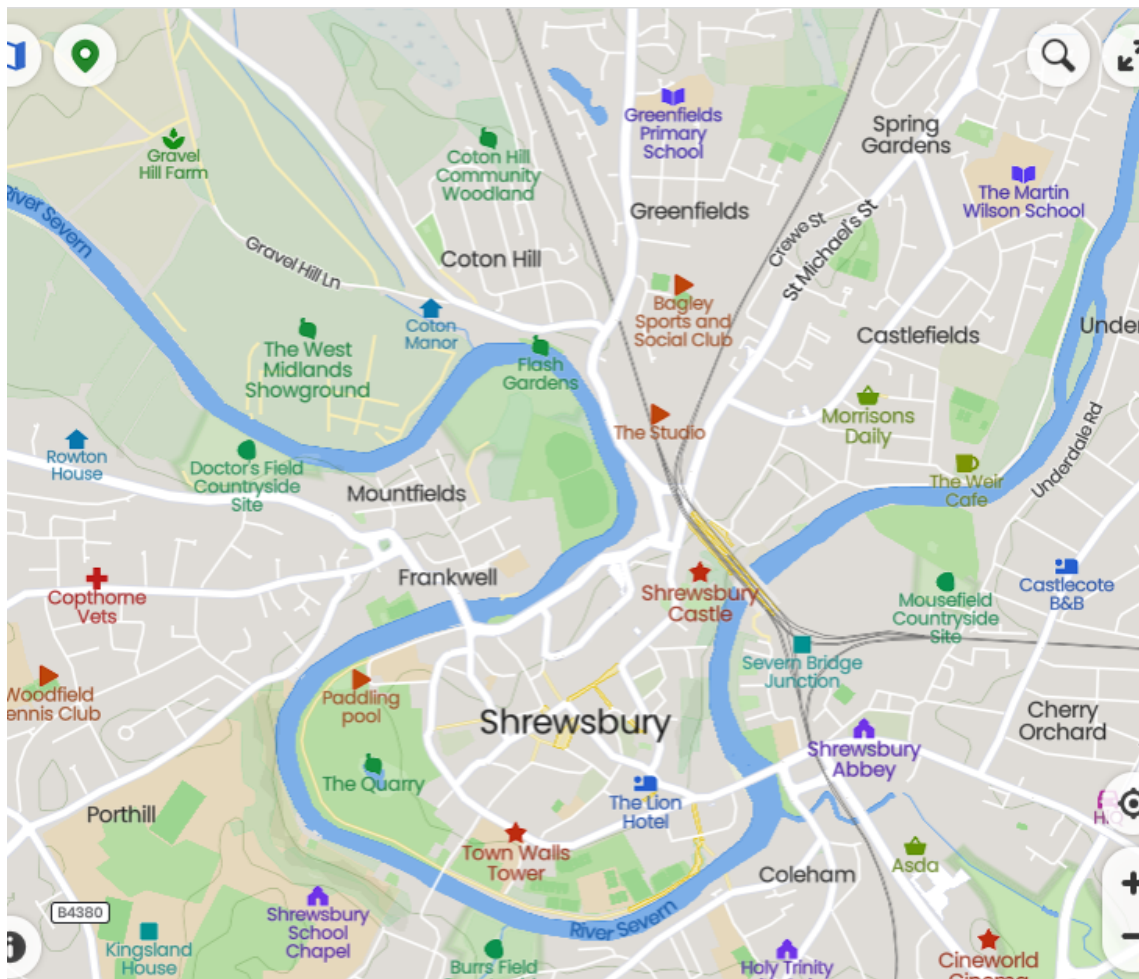 Greenfields
Primary
School
Spring
Gardens
Gravel
Hill Farm
Coton Hill
Community
Woodland
The Martin
Wilson School
River Severn
Greenfields
Crewe St
St Michael's St
Gravel Hill Ln
Coton Hill
Bagley
Sports and
Social Club
Coton
Manor
Castlefields
Under
The West
Midlands
Showground
Flash
Gardens
Morrisons
Daily
The Studio
Underdale Rd
Rowton
House
Doctor's Field
Countryside
Site
Mountfields
The Weir
Cafe
Frankwell
Copthorne
Vets
Shrewsbury
Castle
Mousefield
Countryside
Site
Castlecote
B&B
Severn Bridge
Junction
Woodfield
ennis Club
Paddling
pool
Shrewsbury
Cherry
Orchard
Shrewsbury
Abbey
The Quarry
The Lion
Hotel
Porthill
HiQ
Town Walls
Tower
Asda
Coleham
B4380
Shrewsbury
School
Chapel
River Severn
Kingsland
House
Burrs Field
Holy Trinity
Cineworld
Cinema